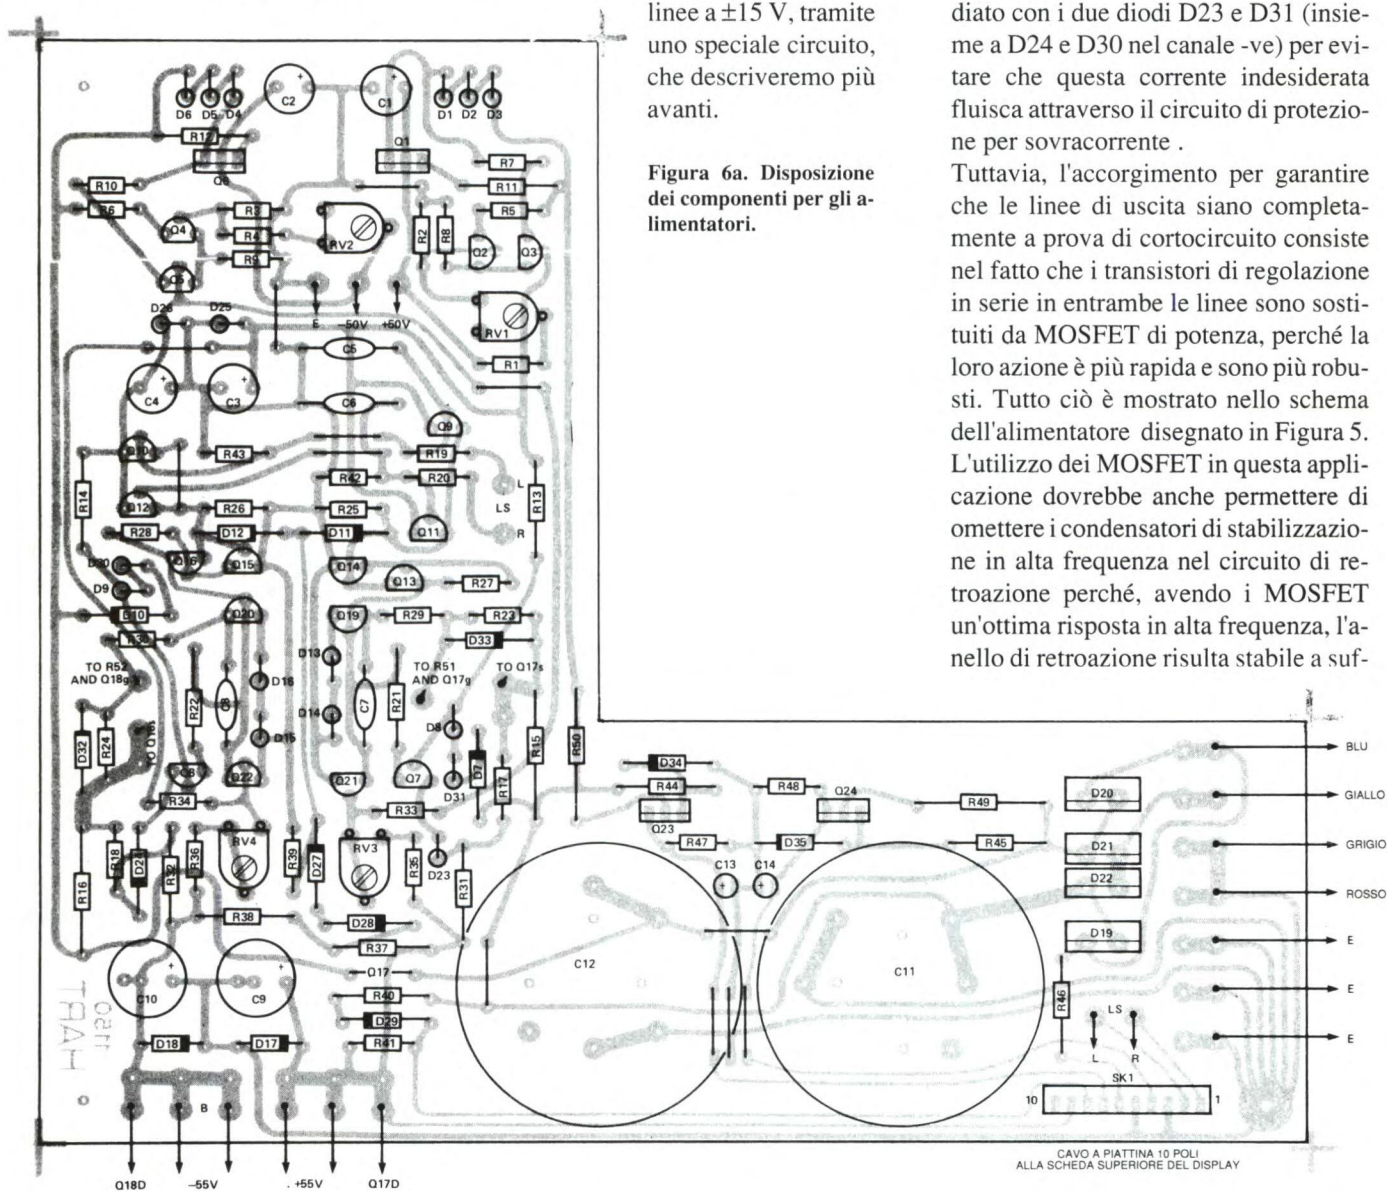 linee a ±15 V, tramite
uno speciale circuito,
che descriveremo più
avanti.
Figura 6a. Disposizione
dei componenti per gli a-
limentatori.
diato con i due diodi D23 e D31 (insie-
me a D24 e D30 nel canale -ve) per evi-
tare che questa corrente indesiderata
fluisca attraverso il circuito di protezio-
ne per sovracorrente .
Tuttavia, l'accorgimento per garantire
che le linee di uscita siano completa-
mente a prova di cortocircuito consiste
nel fatto che i transistori di regolazione
in serie in entrambe le linee sono sosti-
tuiti da MOSFET di potenza, perché la
loro azione è più rapida e sono più robu-
sti. Tutto ciò è mostrato nello schema
dell'alimentatore disegnato in Figura 5.
L'utilizzo dei MOSFET in questa appli-
cazione dovrebbe anche permettere di
omettere i condensatori di stabilizzazio-
ne in alta frequenza nel circuito di re-
troazione perché, avendo i MOSFET
un'ottima risposta in alta frequenza, l'a-
nello di retroazione risulta stabile a suf-
D6 D5 D4 C2 C1 D1 D2 D3
R12 Q6 Q1 R7
R10 R11
R6 R3 R5
Q4 R4 RV2 R2 R8 Q2 Q3
R9
Q5
D26 D25 E -50V +50V RV1
C5 R1
C4 C3 C6
Q9
Q10 R43 R19
R14 R42 R20 L R13
Q12 R26 R25 LS
R28 D12 D11 Q11 R
D30 Q16 Q15 Q14
D9 Q13 R27
D10 Q20 Q19 R29 R23
R30 D33
D13
TO R52
AND Q18g
TO R51
AND Q17g
TO Q17s
D16
R22 C8 D14 C7 R21 D8
D32 R24 TO Q18s D15 D7 R15 R50
Q8 Q22 Q21 Q7 D31 R17
R34 R33
R18 D24 R32 R36 RV4 R39 D27 RV3 R35 D23
R16 R31
R38 D28
R37
C10 C9 Q17
R40
D29
D18 D17 R41
HART
1150
B
Q18D -55V . +55V Q17D
D34 BLU
R44 R48 Q24 D20 GIALLO
Q23 R49
R47 D35 R45 D21 GRIGIO
C13 C14 D22 ROSSO
D19 E
C12 C11
R46 E
LS
L R E
SK1
10 1
CAVO A PIATTINA 10 POLI
ALLA SCHEDA SUPERIORE DEL DISPLAY